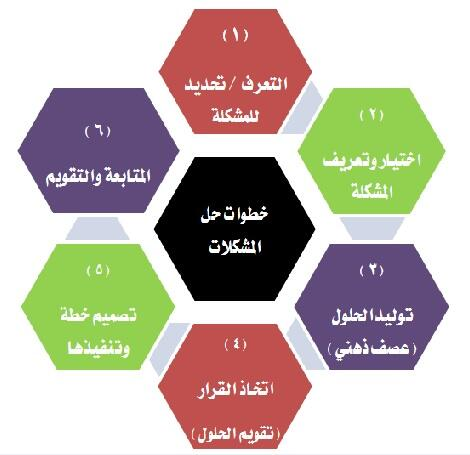 (١)
التعرف / تحديد
للمشكلة
(٢)
اختيار وتعريف
المشكلة
(٣)
توليد الحلول
(عصف ذهني)
(٤)
اتخاذ القرار
(تقويم الحلول)
(٥)
تصميم خطة
وتنفيذها
(٦)
المتابعة والتقويم
خطوات حل
المشكلات